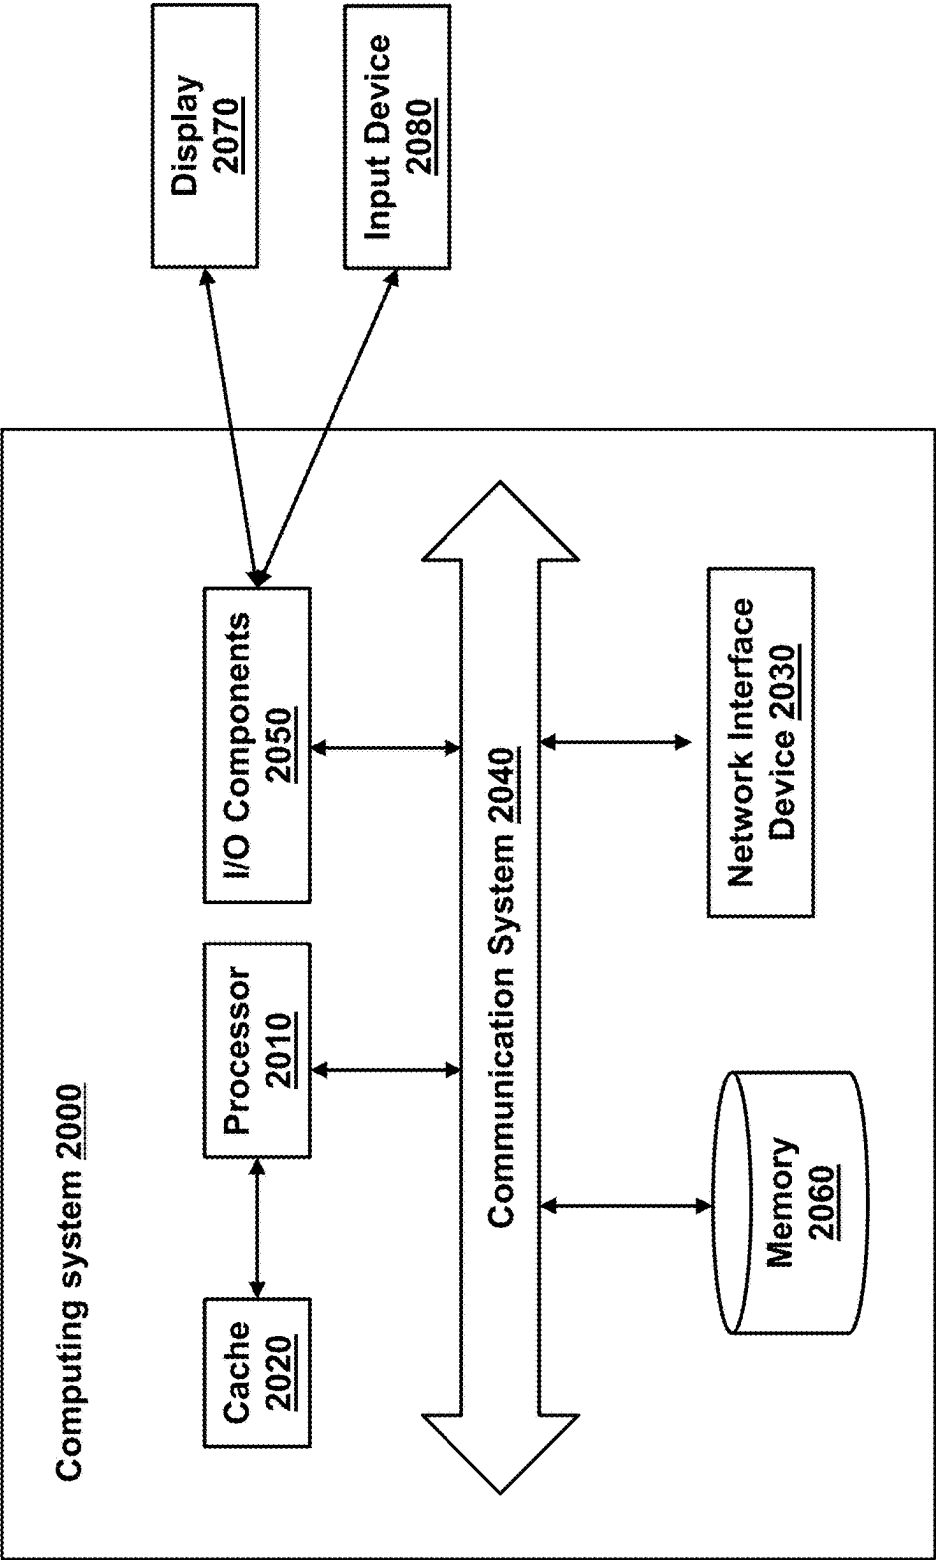 Computing system 2000
Cache
2020
Processor
2010
I/O Components
2050
Display
2070
Input Device
2080
Communication System 2040
Memory
2060
Network Interface
Device 2030